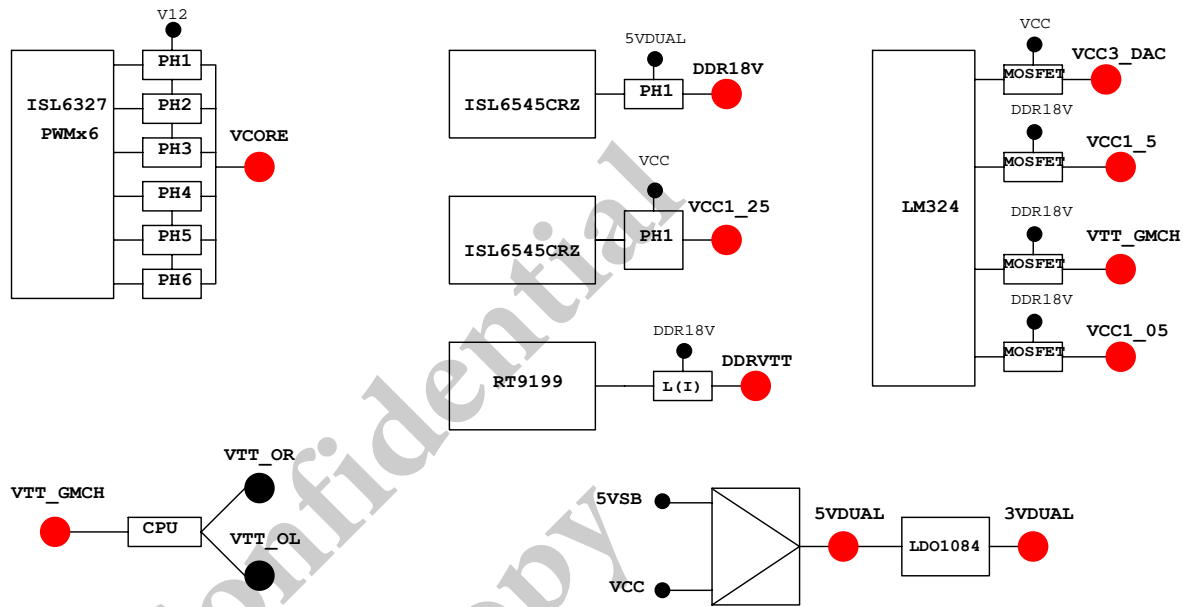 V12
ISL6327
PWMx6
PH1
PH2
PH3
PH4
PH5
PH6
VCORE
ISL6545CRZ
5VDUAL
PH1
DDR18V
ISL6545CRZ
VCC
PH1
VCC1_25
RT9199
DDR18V
L(I)
DDRVTT
LM324
VCC
MOSFET
VCC3_DAC
DDR18V
MOSFET
VCC1_5
DDR18V
MOSFET
VTT_GMCH
DDR18V
MOSFET
VCC1_05
VTT_GMCH
CPU
VTT_OR
VTT_OL
5VSB
VCC
5VDUAL
LDO1084
3VDUAL
onfidential
opy